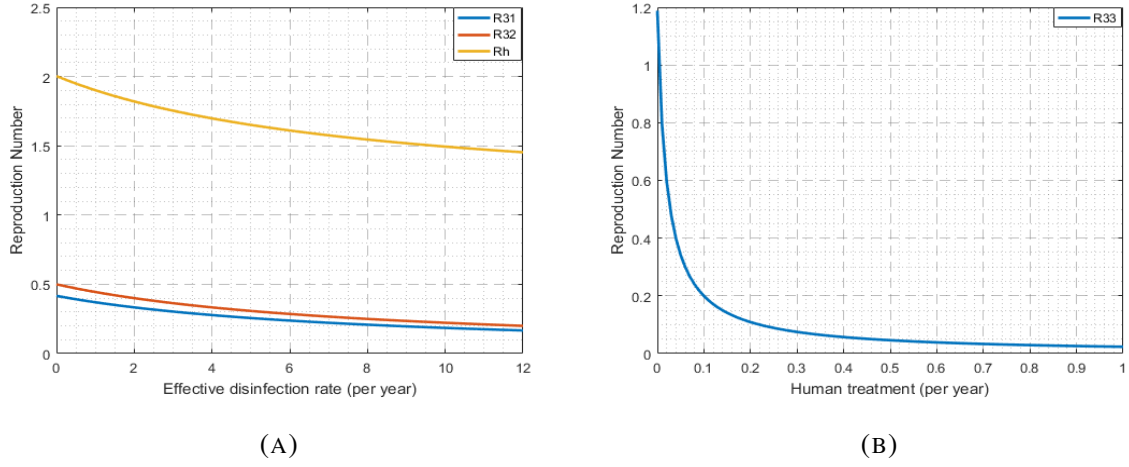 2.5
2
1.5
1
0.5
0
Reproduction Number
0 2 4 6 8 10 12
Effective disinfection rate (per year)
R31
R32
Rh
(A)
1.2
1
0.8
0.6
0.4
0.2
0
Reproduction Number
0 0.1 0.2 0.3 0.4 0.5 0.6 0.7 0.8 0.9 1
Human treatment (per year)
R33
(B)